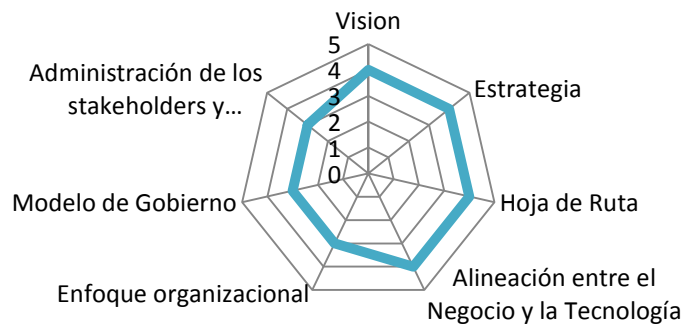 Vision
5
4
3
2
1
0
Estrategia
Hoja de Ruta
Alineación entre el
Negocio y la Tecnología
Enfoque organizacional
Modelo de Gobierno
Administración de los
stakeholders y...